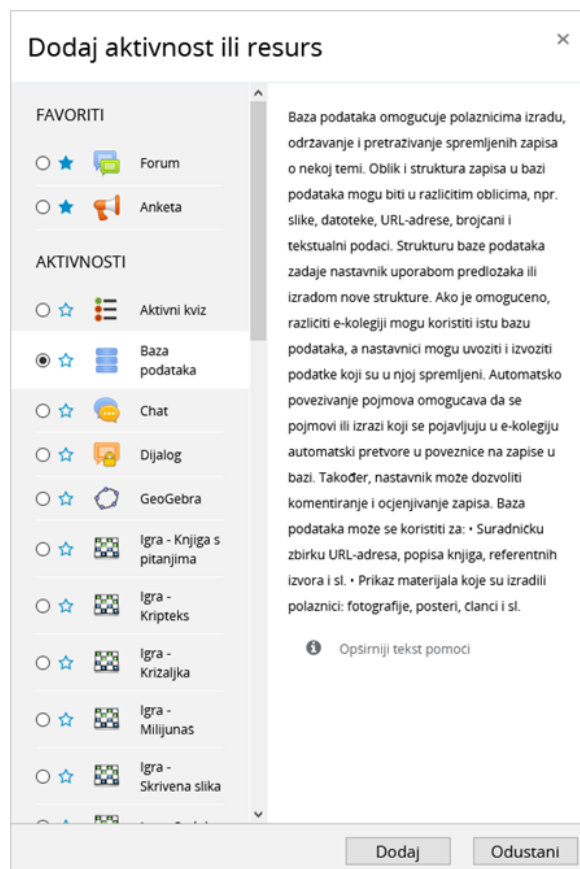 Dodaj aktivnost ili resurs
×
FAVORITI
Forum
Anketa
AKTIVNOSTI
Aktivni kviz
Baza
podataka
Chat
Dijalog
GeoGebra
Igra - Knjiga s
pitanjima
Igra -
Kripteks
Igra -
Križaljka
Igra -
Milijunaš
Igra -
Skrivena slika
Baza podataka omogućuje polaznicima izradu,
održavanje i pretraživanje spremljenih zapisa
o nekoj temi. Oblik i struktura zapisa u bazi
podataka mogu biti u različitim oblicima, npr.
slike, datoteke, URL-adrese, brojčani i
tekstualni podaci. Strukturu baze podataka
zadaje nastavnik uporabom predložaka ili
izradom nove strukture. Ako je omogućeno,
različiti e-kolegiji mogu koristiti istu bazu
podataka, a nastavnici mogu uvoziti i izvoziti
podatke koji su u njoj spremljeni. Automatsko
povezivanje pojmova omogućava da se
pojmovi ili izrazi koji se pojavljuju u e-kolegiju
automatski pretvore u poveznice na zapise u
bazi. Također, nastavnik može dozvoliti
komentiranje i ocjenjivanje zapisa. Baza
podataka može se koristiti za: • Suradničku
zbirku URL-adresa, popisa knjiga, referentnih
izvora i sl. • Prikaz materijala koje su izradili
polaznici: fotografije, posteri, članci i sl.
Opširniji tekst pomoći
Dodaj
Odustani